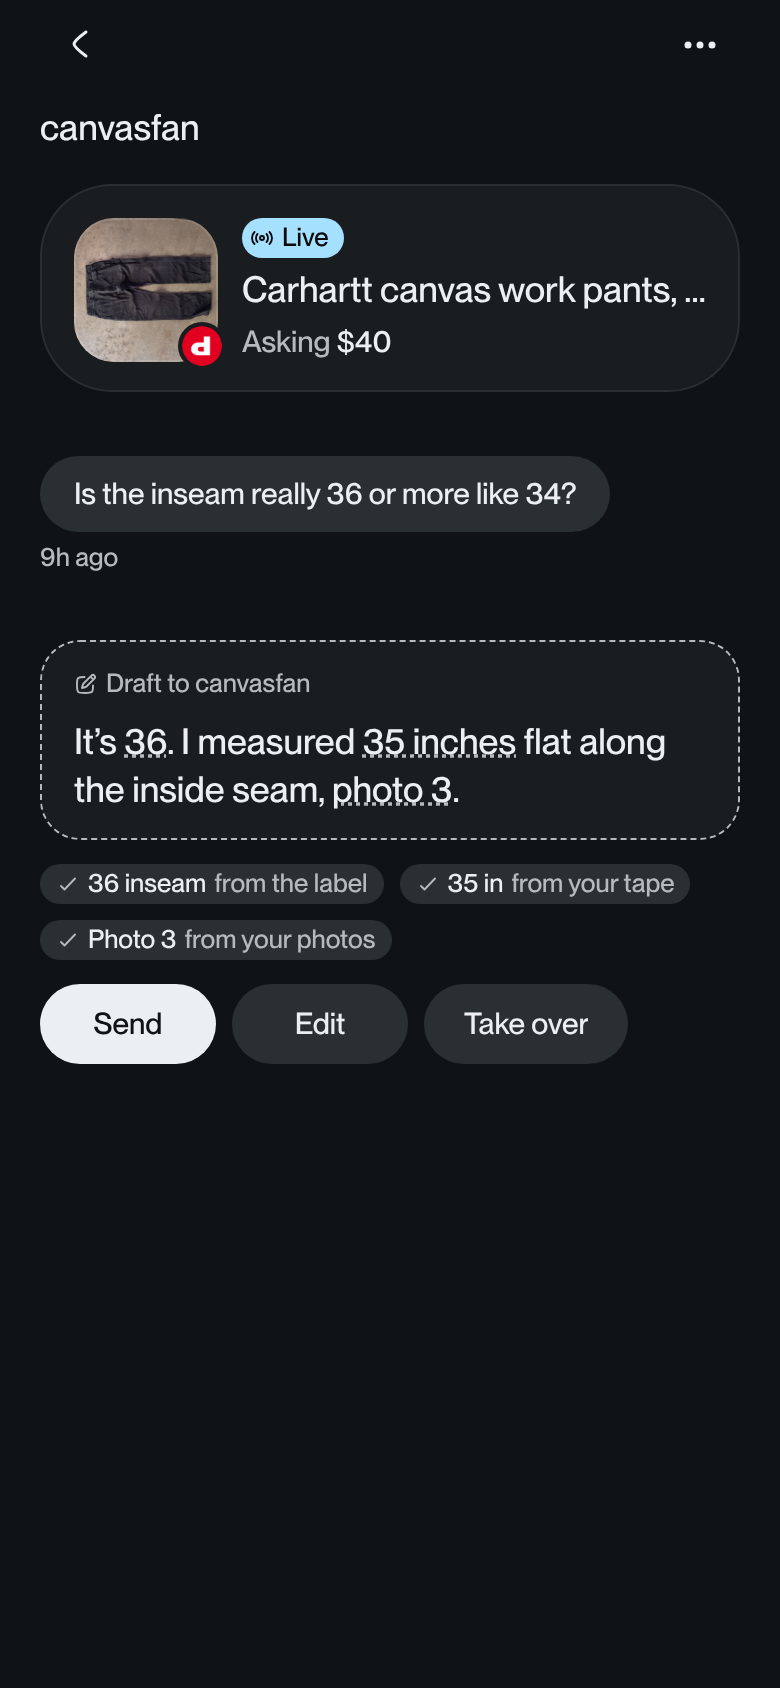 canvasfan
Live
Carhartt canvas work pants, ...
Asking $40
Is the inseam really 36 or more like 34?
9h ago
Draft to canvasfan
It’s 36. I measured 35 inches flat along
the inside seam, photo 3.
36 inseam from the label
35 in from your tape
Photo 3 from your photos
Send
Edit
Take over